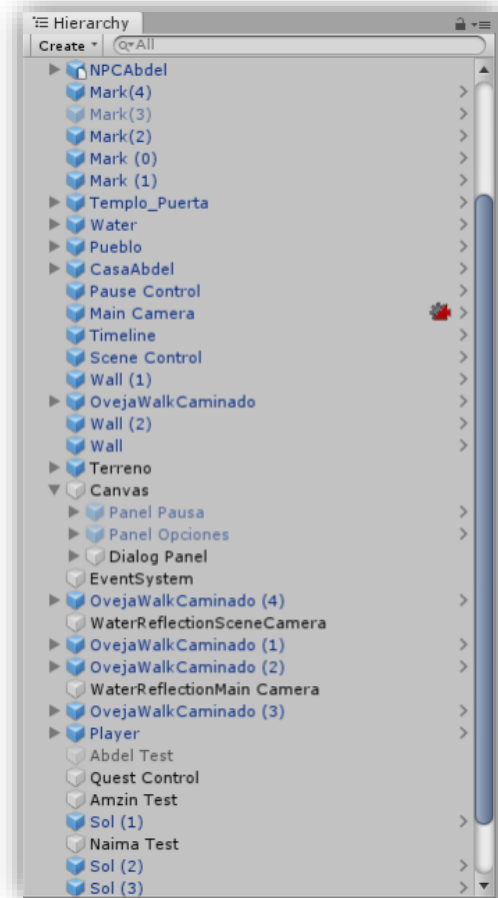 Hierarchy
Create All
NPCAbdel
Mark(4)
Mark(3)
Mark(2)
Mark (0)
Mark (1)
Templo_Puerta
Water
Pueblo
CasaAbdel
Pause Control
Main Camera
Timeline
Scene Control
Wall (1)
OvejaWalkCaminado
Wall (2)
Wall
Terreno
Canvas
Panel Pausa
Panel Opciones
Dialog Panel
EventSystem
OvejaWalkCaminado (4)
WaterReflectionSceneCamera
OvejaWalkCaminado (1)
OvejaWalkCaminado (2)
WaterReflectionMain Camera
OvejaWalkCaminado (3)
Player
Abdel Test
Quest Control
Amzin Test
Sol (1)
Naima Test
Sol (2)
Sol (3)